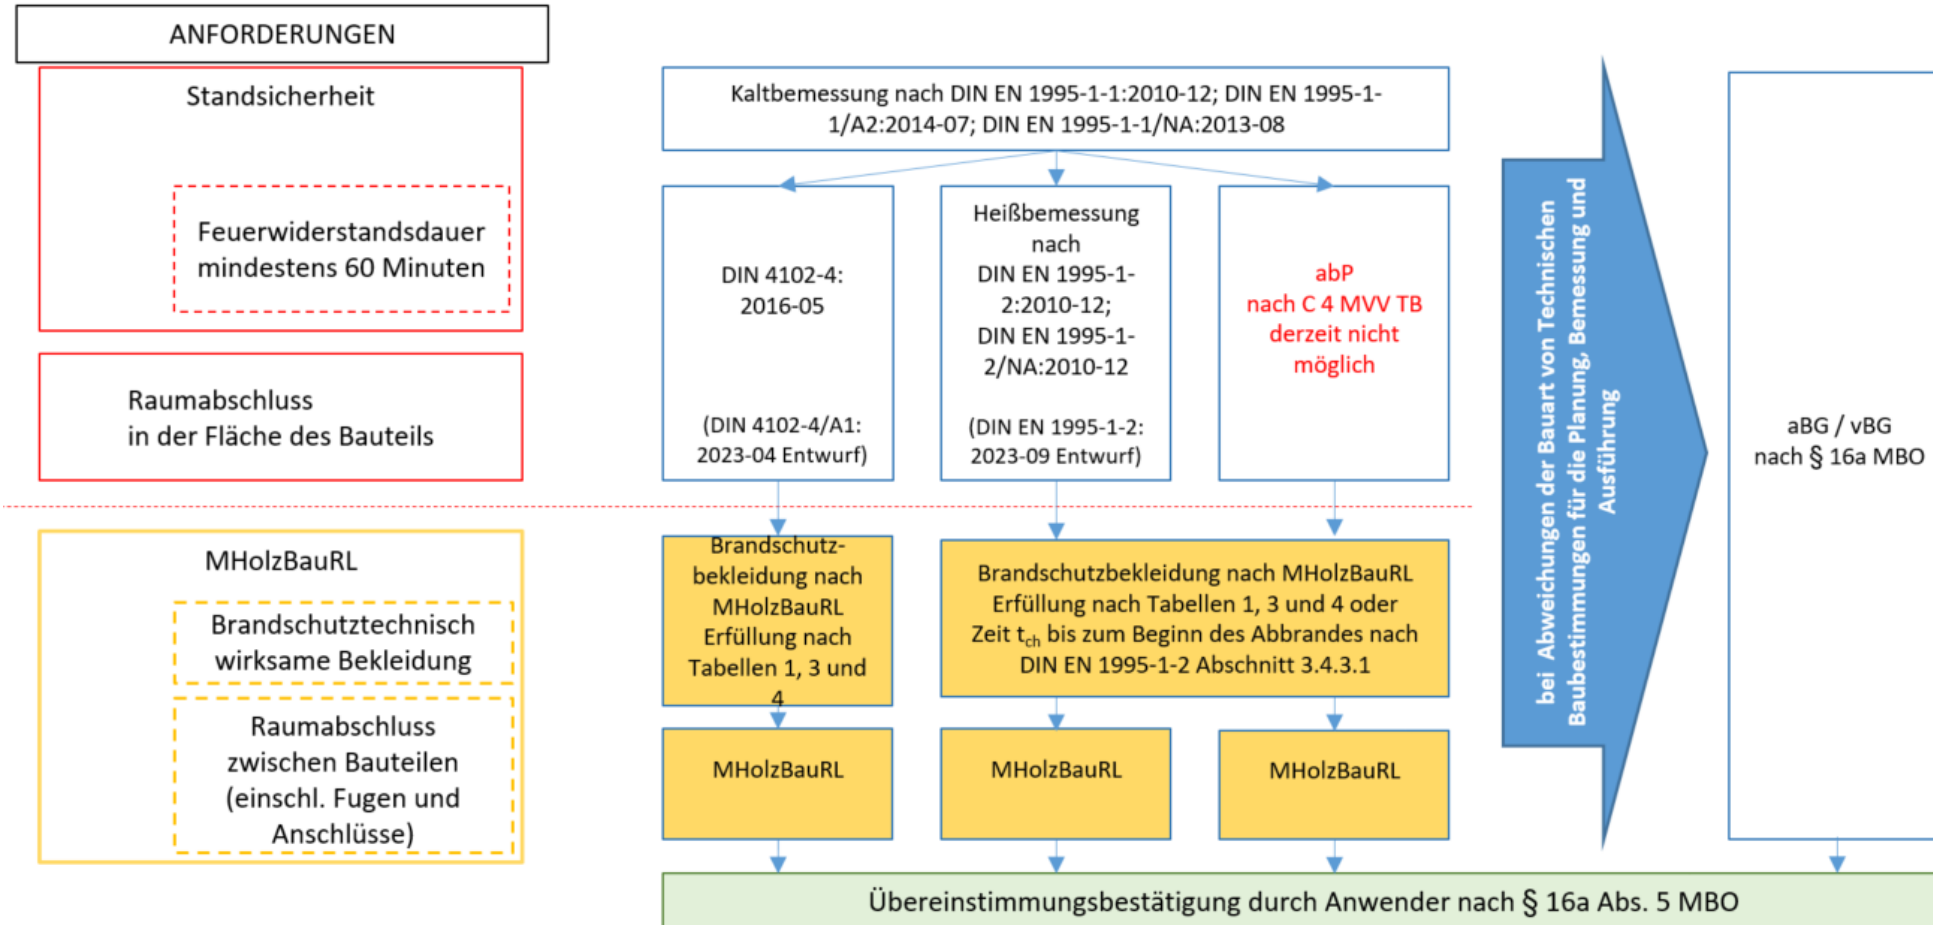 ANFORDERUNGEN
Standsicherheit
Feuerwiderstandsdauer
mindestens 60 Minuten
Raumabschluss
in der Fläche des Bauteils
MHolzBauRL
Brandschutztechnisch
wirksame Bekleidung
Raumabschluss
zwischen Bauteilen
(einschl. Fugen und
Anschlüsse)
Kaltbemessung nach DIN EN 1995-1-1:2010-12; DIN EN 1995-1-
1/A2:2014-07; DIN EN 1995-1-1/NA:2013-08
DIN 4102-4:
2016-05
(DIN 4102-4/A1:
2023-04 Entwurf)
Heißbemessung
nach
DIN EN 1995-1-
2:2010-12;
DIN EN 1995-1-
2/NA:2010-12
(DIN EN 1995-1-2:
2023-09 Entwurf)
abP
nach C 4 MVV TB
derzeit nicht
möglich
Brandschutz-
bekleidung nach
MHolzBauRL
Erfüllung nach
Tabellen 1, 3 und
4
Brandschutzbekleidung nach MHolzBauRL
Erfüllung nach Tabellen 1, 3 und 4 oder
Zeit tch bis zum Beginn des Abbrandes nach
DIN EN 1995-1-2 Abschnitt 3.4.3.1
MHolzBauRL
MHolzBauRL
MHolzBauRL
bei  Abweichungen der Bauart von Technischen
Baubestimmungen für die Planung, Bemessung und
Ausführung
aBG / vBG
nach § 16a MBO
Übereinstimmungsbestätigung durch Anwender nach § 16a Abs. 5 MBO